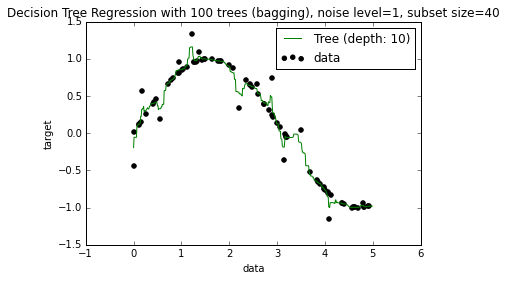 Decision Tree Regression with 100 trees (bagging), noise level=1, subset size=40
Tree (depth: 10)
data
1.5
1.0
0.5
0.0
−0.5
−1.0
−1.5
target
−1 0 1 2 3 4 5 6
data